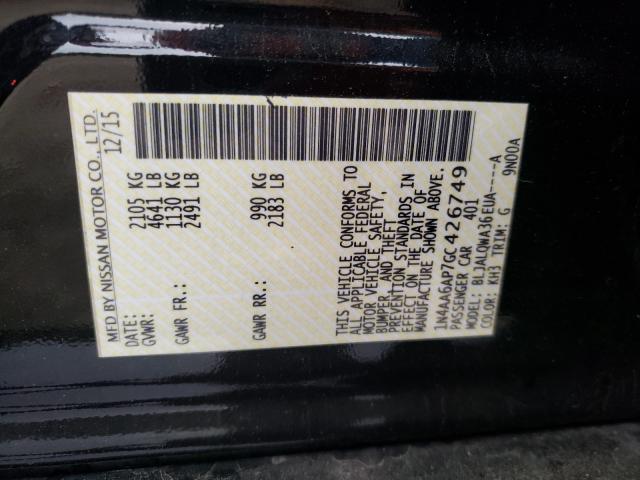 MFD BY NISSAN MOTOR CO., LTD.
DATE: 12/15
GVWR: 2105 KG
4641 LB
GAWR FR: 1130 KG
2491 LB
GAWR RR: 990 KG
2183 LB
THIS VEHICLE CONFORMS TO
ALL APPLICABLE FEDERAL
MOTOR VEHICLE SAFETY,
BUMPER, AND THEFT
PREVENTION STANDARDS IN
EFFECT ON THE DATE OF
MANUFACTURE SHOWN ABOVE.
1N4AA6AP7GC426749
PASSENGER CAR 401
MODEL: BLJALQWA36EUA----A
COLOR: KH3 TRIM: G 9N00A